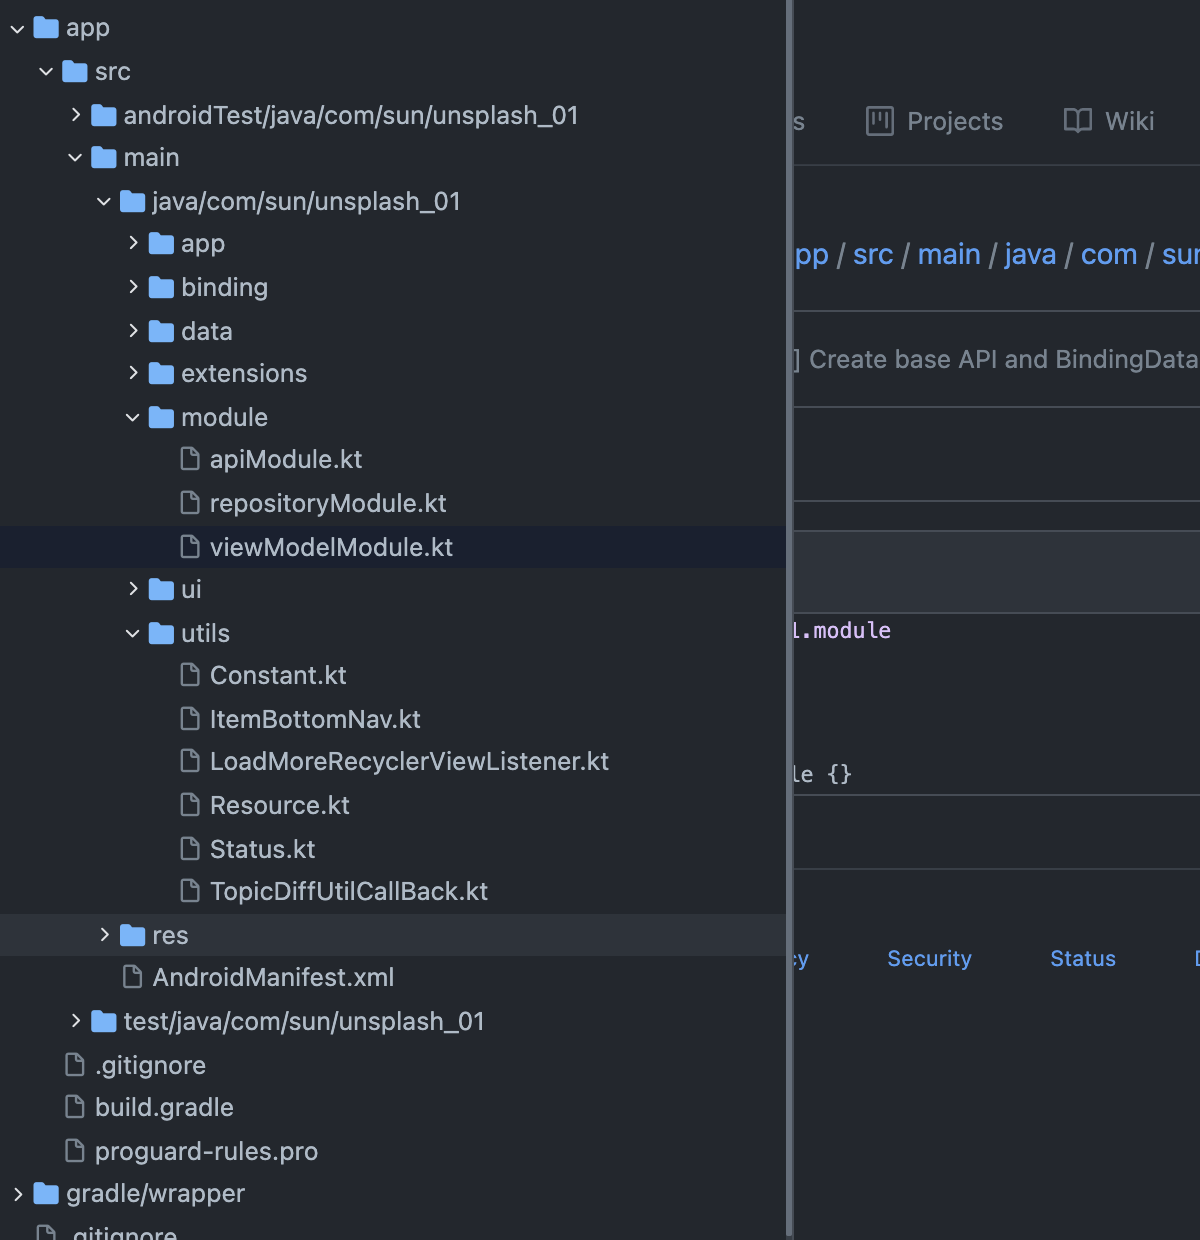 app
src
androidTest/java/com/sun/unsplash_01
main
java/com/sun/unsplash_01
app
binding
data
extensions
module
apiModule.kt
repositoryModule.kt
viewModelModule.kt
ui
utils
Constant.kt
ItemBottomNav.kt
LoadMoreRecyclerViewListener.kt
Resource.kt
Status.kt
TopicDiffUtilCallBack.kt
res
AndroidManifest.xml
test/java/com/sun/unsplash_01
.gitignore
build.gradle
proguard-rules.pro
gradle/wrapper
.gitignore
s Projects Wiki
pp / src / main / java / com / sun
] Create base API and BindingData
.module
le {}
cy Security Status